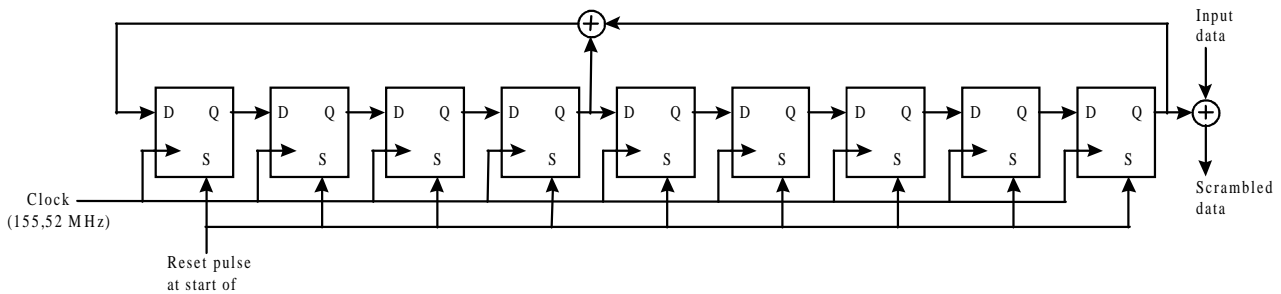 Input
data
D Q D Q D Q D Q D Q D Q D Q D Q D Q
S S S S S S S S S
Clock
(155,52 MHz)
Scrambled
data
Reset pulse
at start of